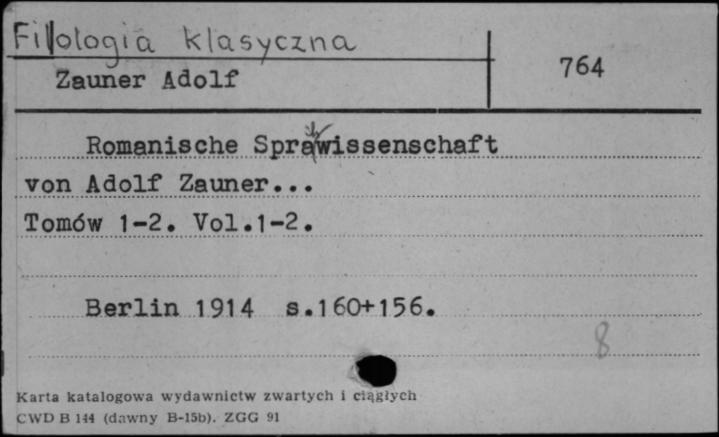 Filologia klasyczna
764
Zauner Adolf
Romanische Sprawissenschaft
von Adolf Zauner...
Tomów 1-2. Vol.1-2.
Berlin 1914 s.160+156.
8
Karta katalogowa wydawnictw zwartych i ciągłych
CWD B 144 (dawny B-15b). ZGG 91